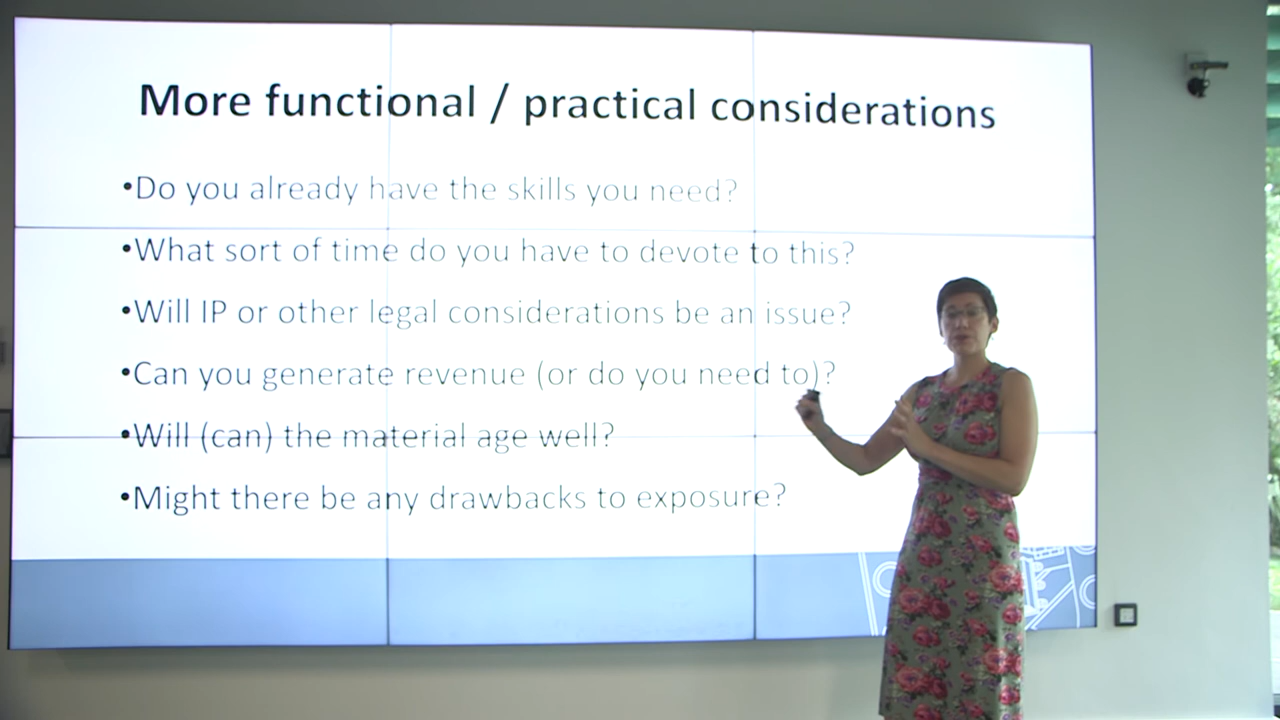 More functional / practical considerations
•Do you already have the skills you need?
•What sort of time do you have to devote to this?
•Will IP or other legal considerations be an issue?
•Can you generate revenue (or do you need to)?
•Will (can) the material age well?
•Might there be any drawbacks to exposure?